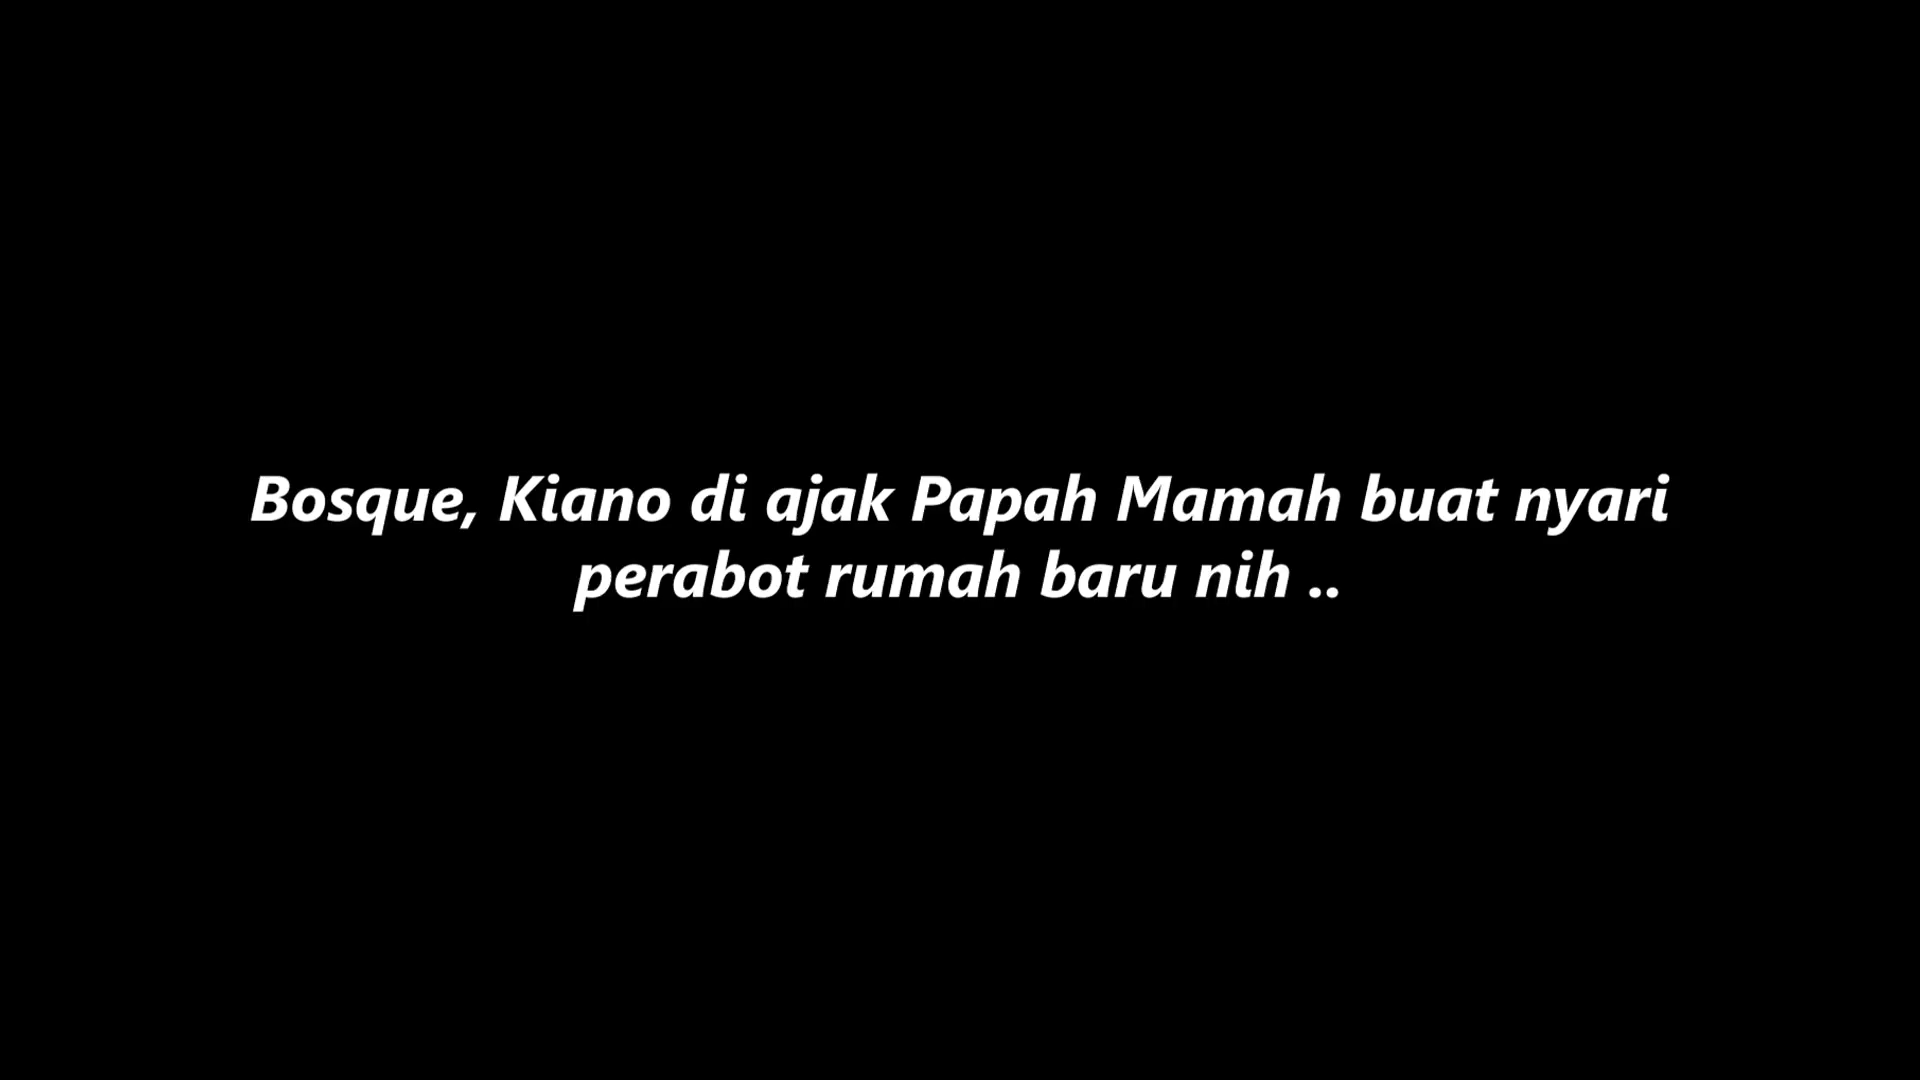 Bosque, Kiano di ajak Papah Mamah buat nyari
perabot rumah baru nih ..